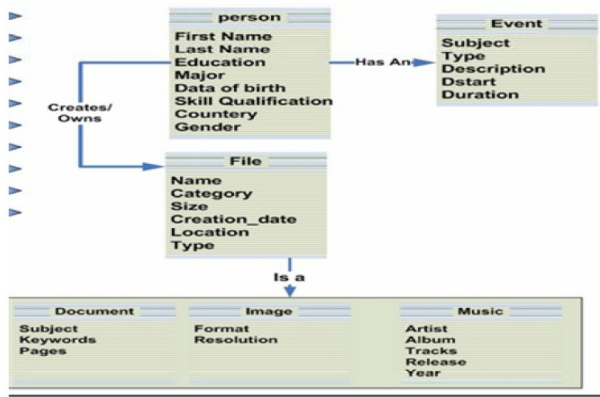 person
First Name
Last Name
Education
Major
Data of birth
Skill Qualification
Countery
Gender
Has An
Event
Subject
Type
Description
Dstart
Duration
Creates/
Owns
File
Name
Category
Size
Creation_date
Location
Type
Is a
Document
Subject
Keywords
Pages
Image
Format
Resolution
Music
Artist
Album
Tracks
Release
Year